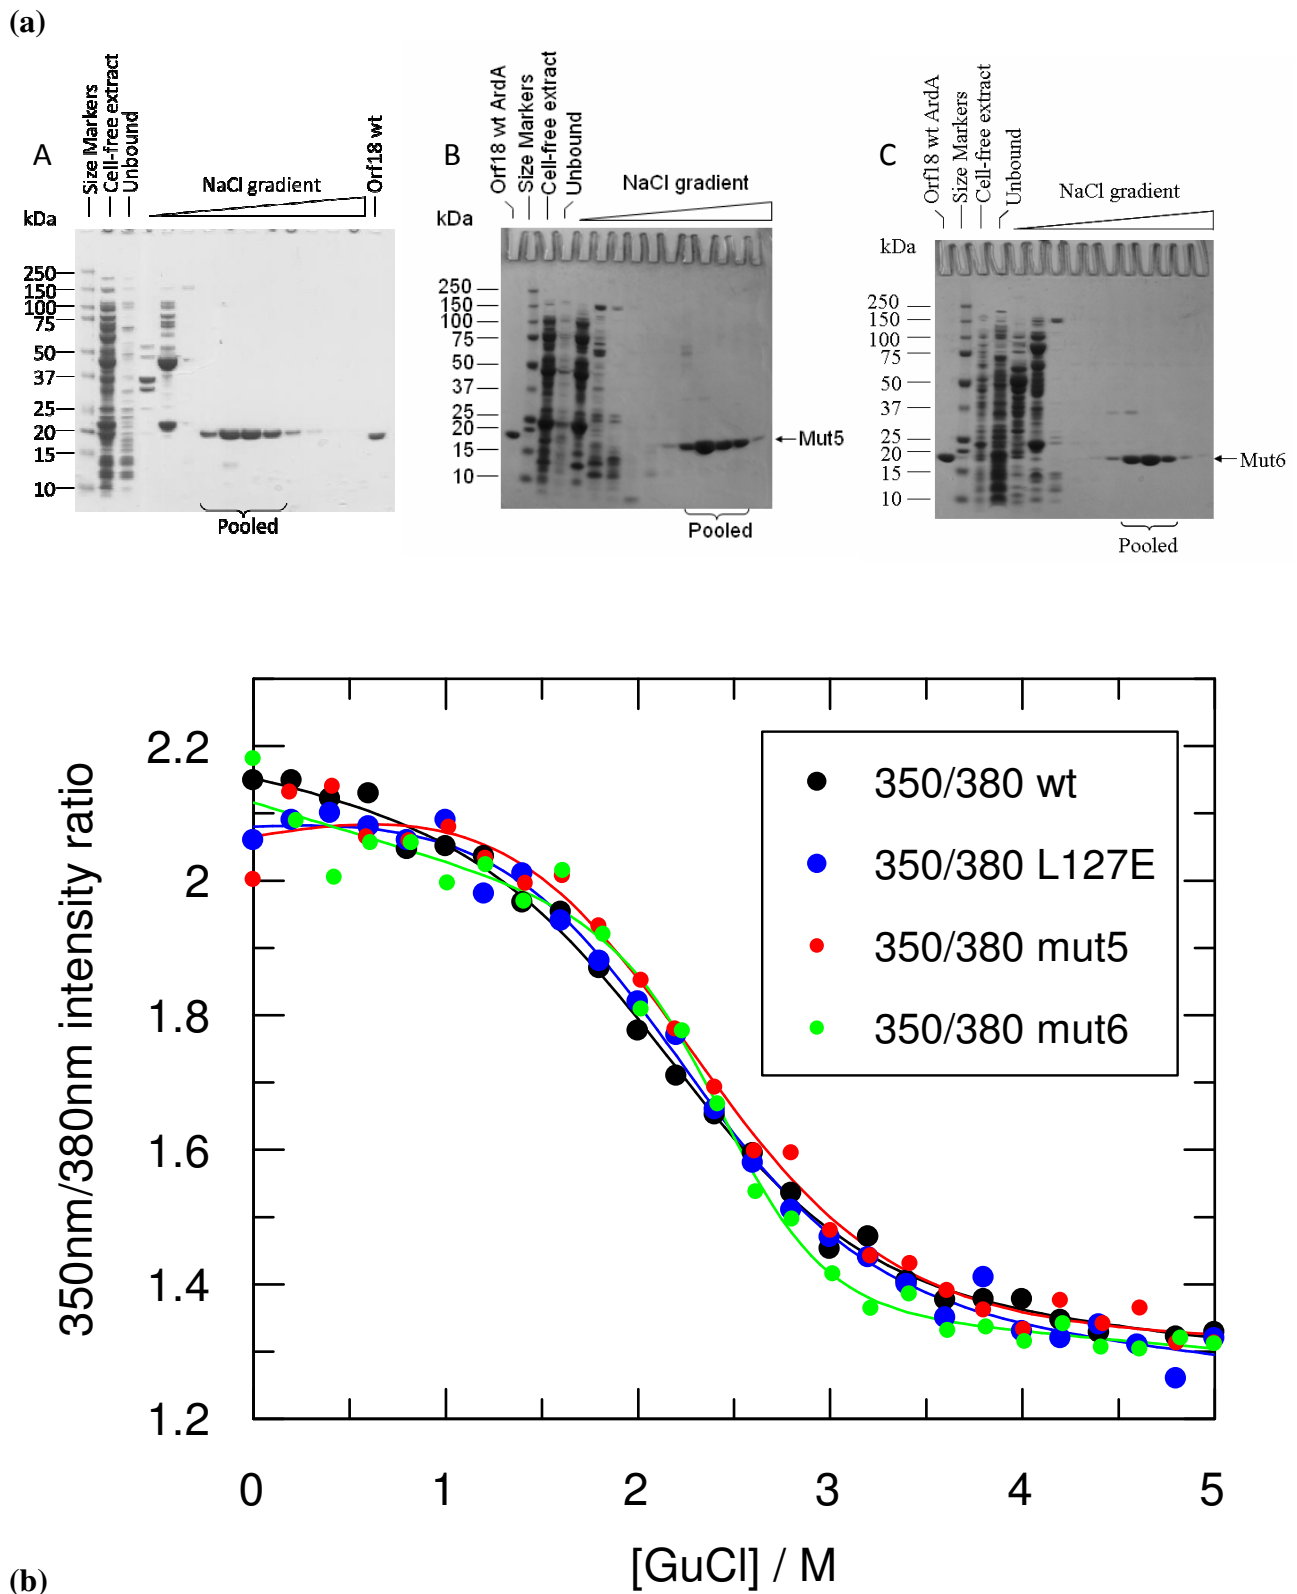 (a)
A
Size Markers
Cell-free extract
Unbound
NaCl gradient
Orf18 wt
kDa
250
150
100
75
50
37
25
20
15
10
Pooled
B
Orf18 wt ArdA
Size Markers
Cell-free extract
Unbound
NaCl gradient
kDa
250
150
100
75
50
37
25
20
15
10
Mut5
Pooled
C
Orf18 wt ArdA
Size Markers
Cell-free extract
Unbound
NaCl gradient
kDa
250
150
100
75
50
37
25
20
15
10
Mut6
Pooled
350nm/380nm intensity ratio
2.2
2
1.8
1.6
1.4
1.2
350/380 wt
350/380 L127E
350/380 mut5
350/380 mut6
0 1 2 3 4 5
[GuCl] / M
(b)